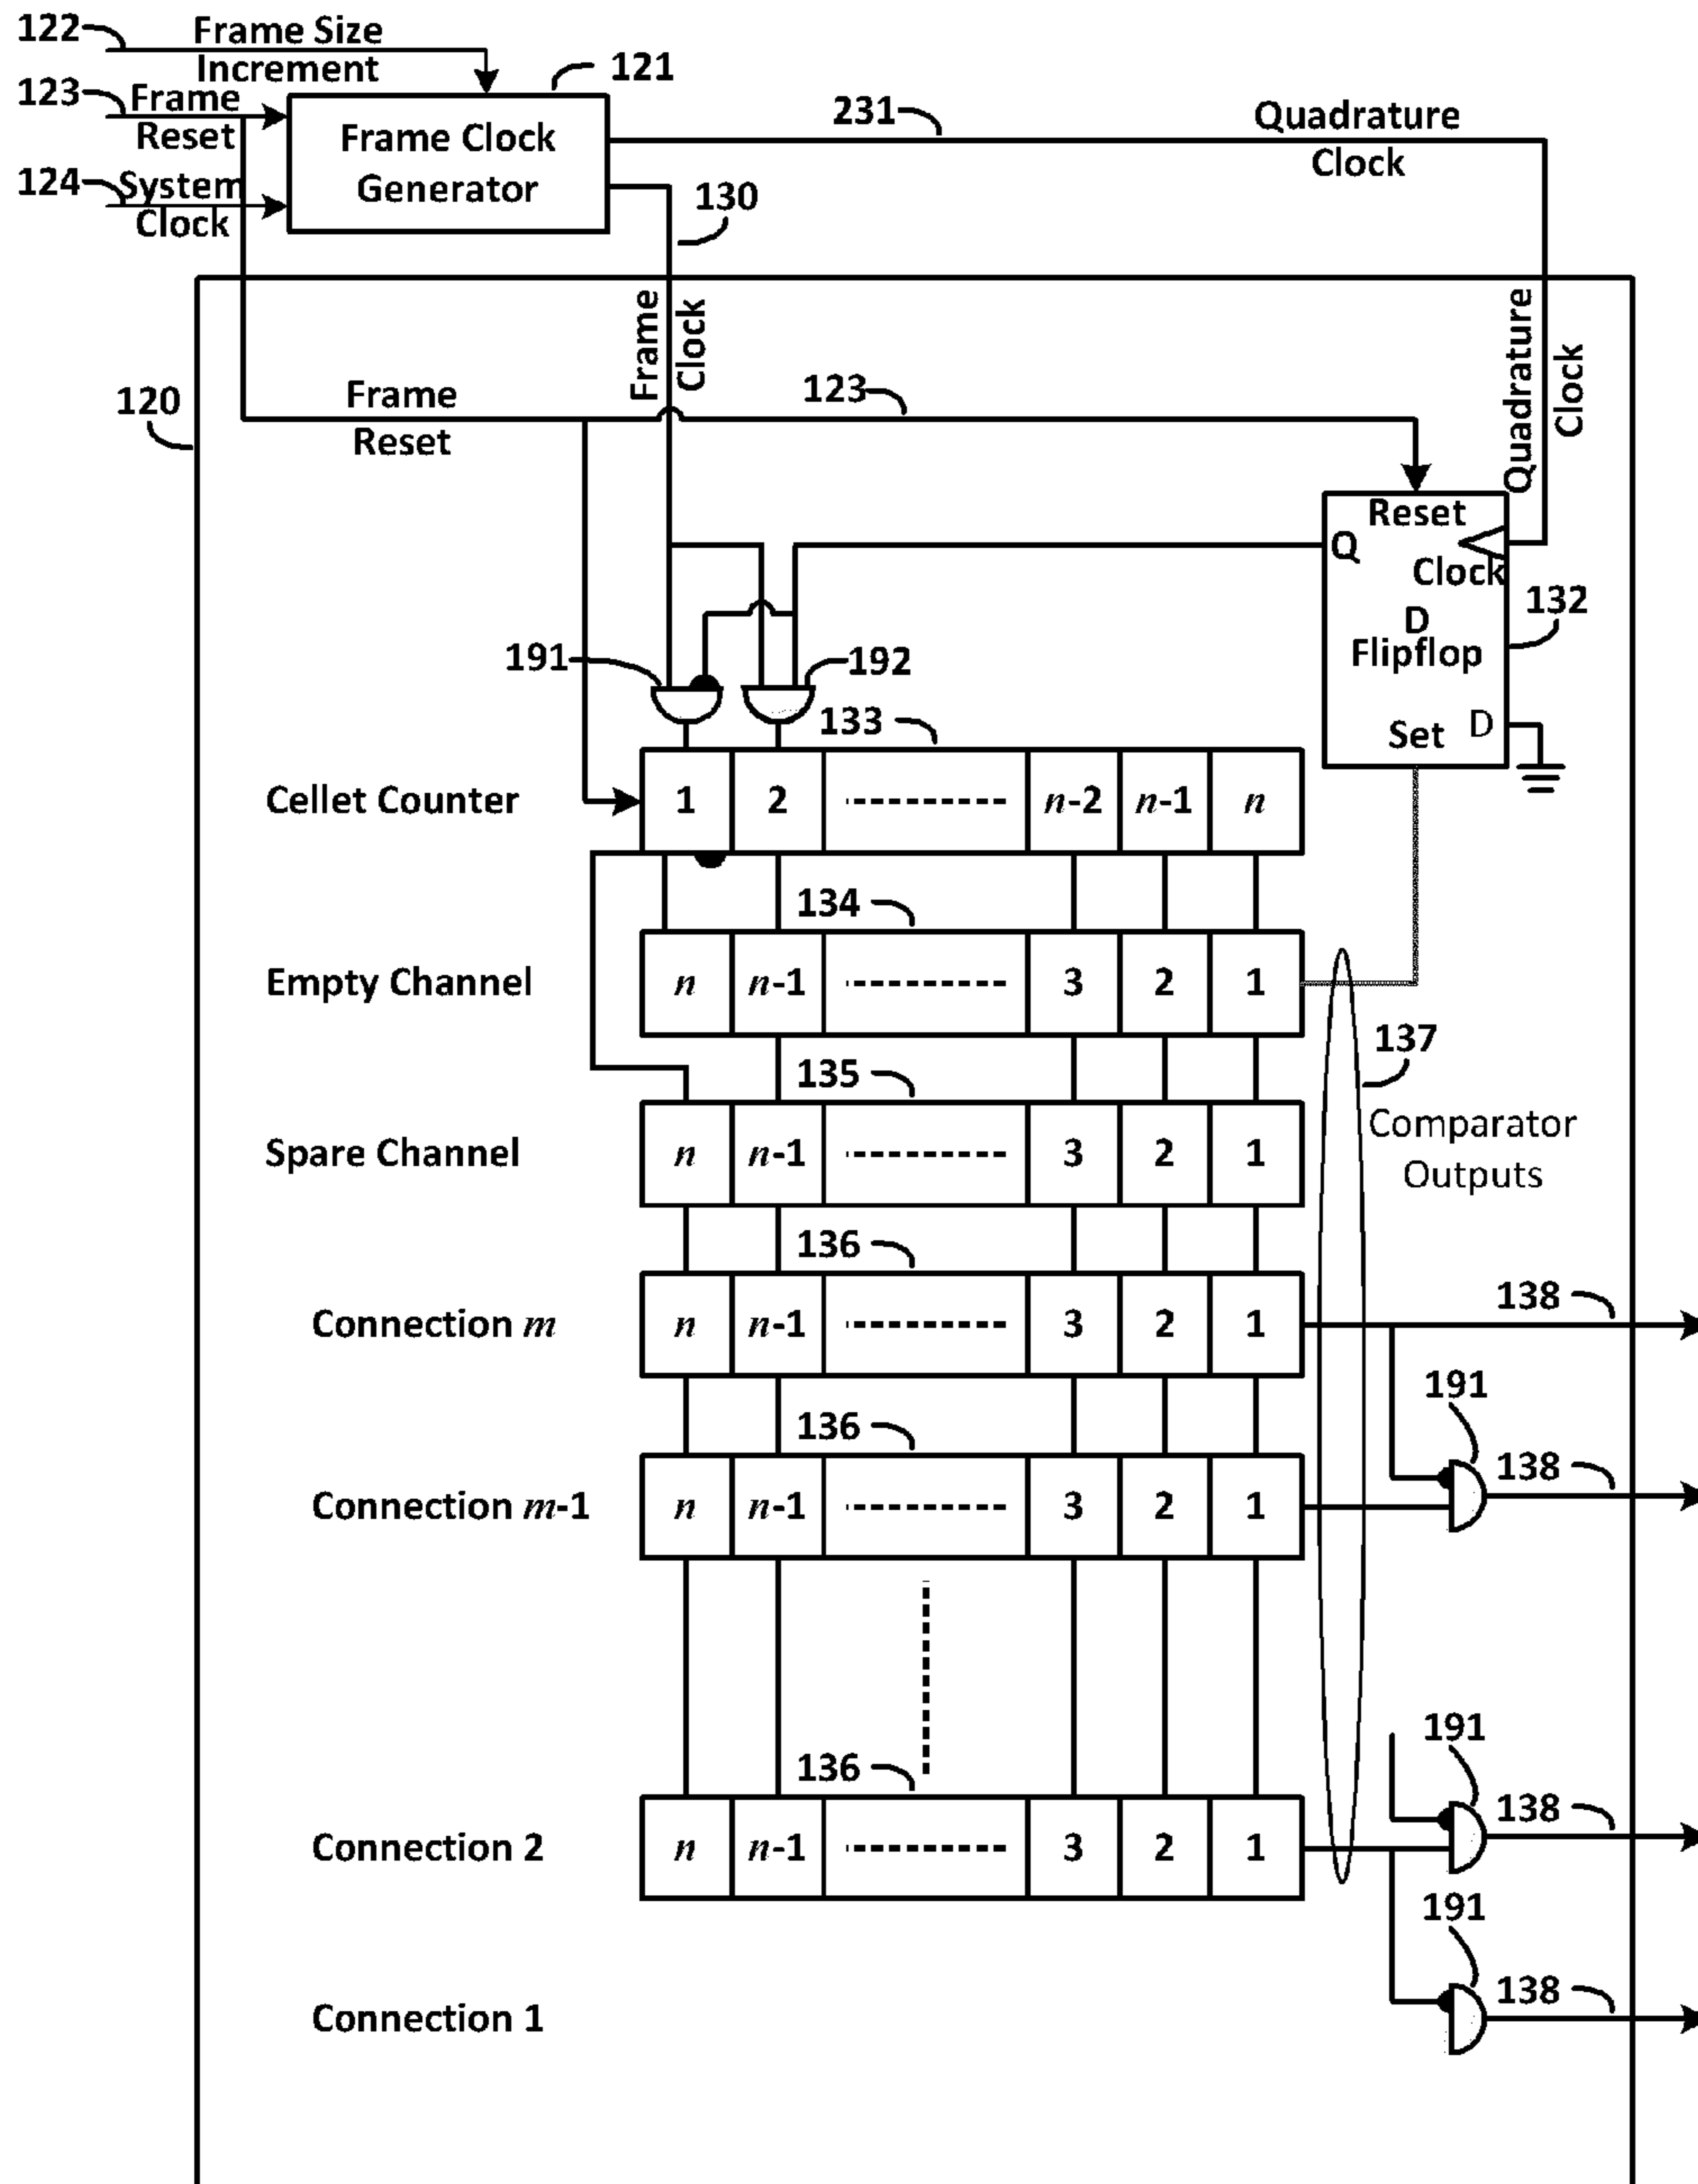 122
Frame Size
Increment
121
123
Frame
Reset
124
System
Clock
Frame Clock
Generator
231
Quadrature
Clock
130
Frame
Clock
Quadrature
Clock
120
Frame
Reset
123
Reset
Q
Clock
D
Flipflop
132
Set
D
191
192
133
Cellet Counter
1 2 n-2 n-1 n
134
Empty Channel
n n-1 3 2 1
137
Comparator
Outputs
135
Spare Channel
n n-1 3 2 1
136
138
Connection m
n n-1 3 2 1
191
136
138
Connection m-1
n n-1 3 2 1
191
136
138
Connection 2
n n-1 3 2 1
191
138
Connection 1